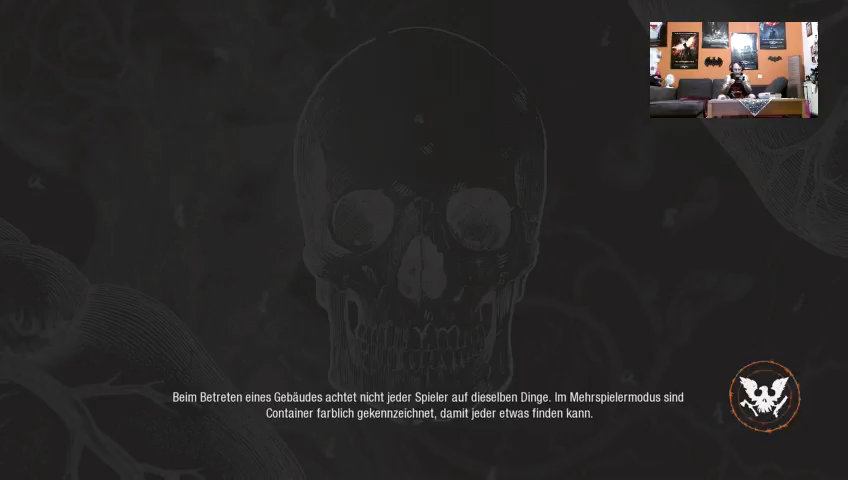 Beim Betreten eines Gebäudes achtet nicht jeder Spieler auf dieselben Dinge. Im Mehrspielermodus sind
Container farblich gekennzeichnet, damit jeder etwas finden kann.